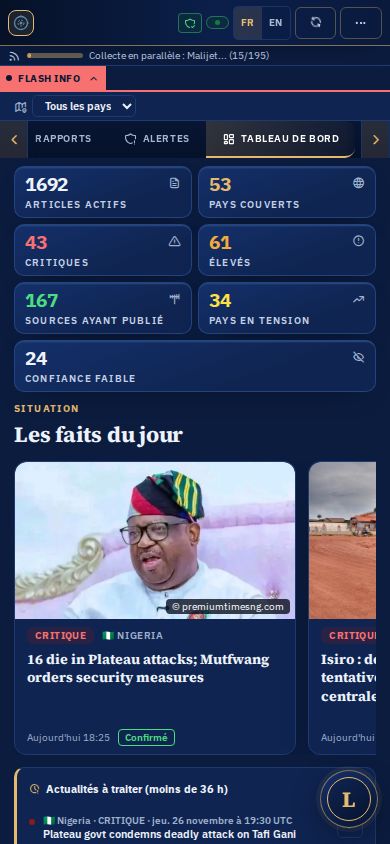 FR
EN
Collecte en parallèle : Malijet... (15/195)
FLASH INFO
Tous les pays
RAPPORTS
ALERTES
TABLEAU DE BORD
1692
ARTICLES ACTIFS
53
PAYS COUVERTS
43
CRITIQUES
61
ÉLEVÉS
167
SOURCES AYANT PUBLIÉ
34
PAYS EN TENSION
24
CONFIANCE FAIBLE
SITUATION
Les faits du jour
© premiumtimesng.com
CRITIQUE NIGERIA
16 die in Plateau attacks; Mutfwang
orders security measures
Aujourd'hui 18:25 Confirmé
CRITIQU
Isiro : de
tentative
centrale
Aujourd'hui
Actualités à traiter (moins de 36 h)
L
Nigeria · CRITIQUE · jeu. 26 novembre à 19:30 UTC
Plateau govt condemns deadly attack on Tafi Gani